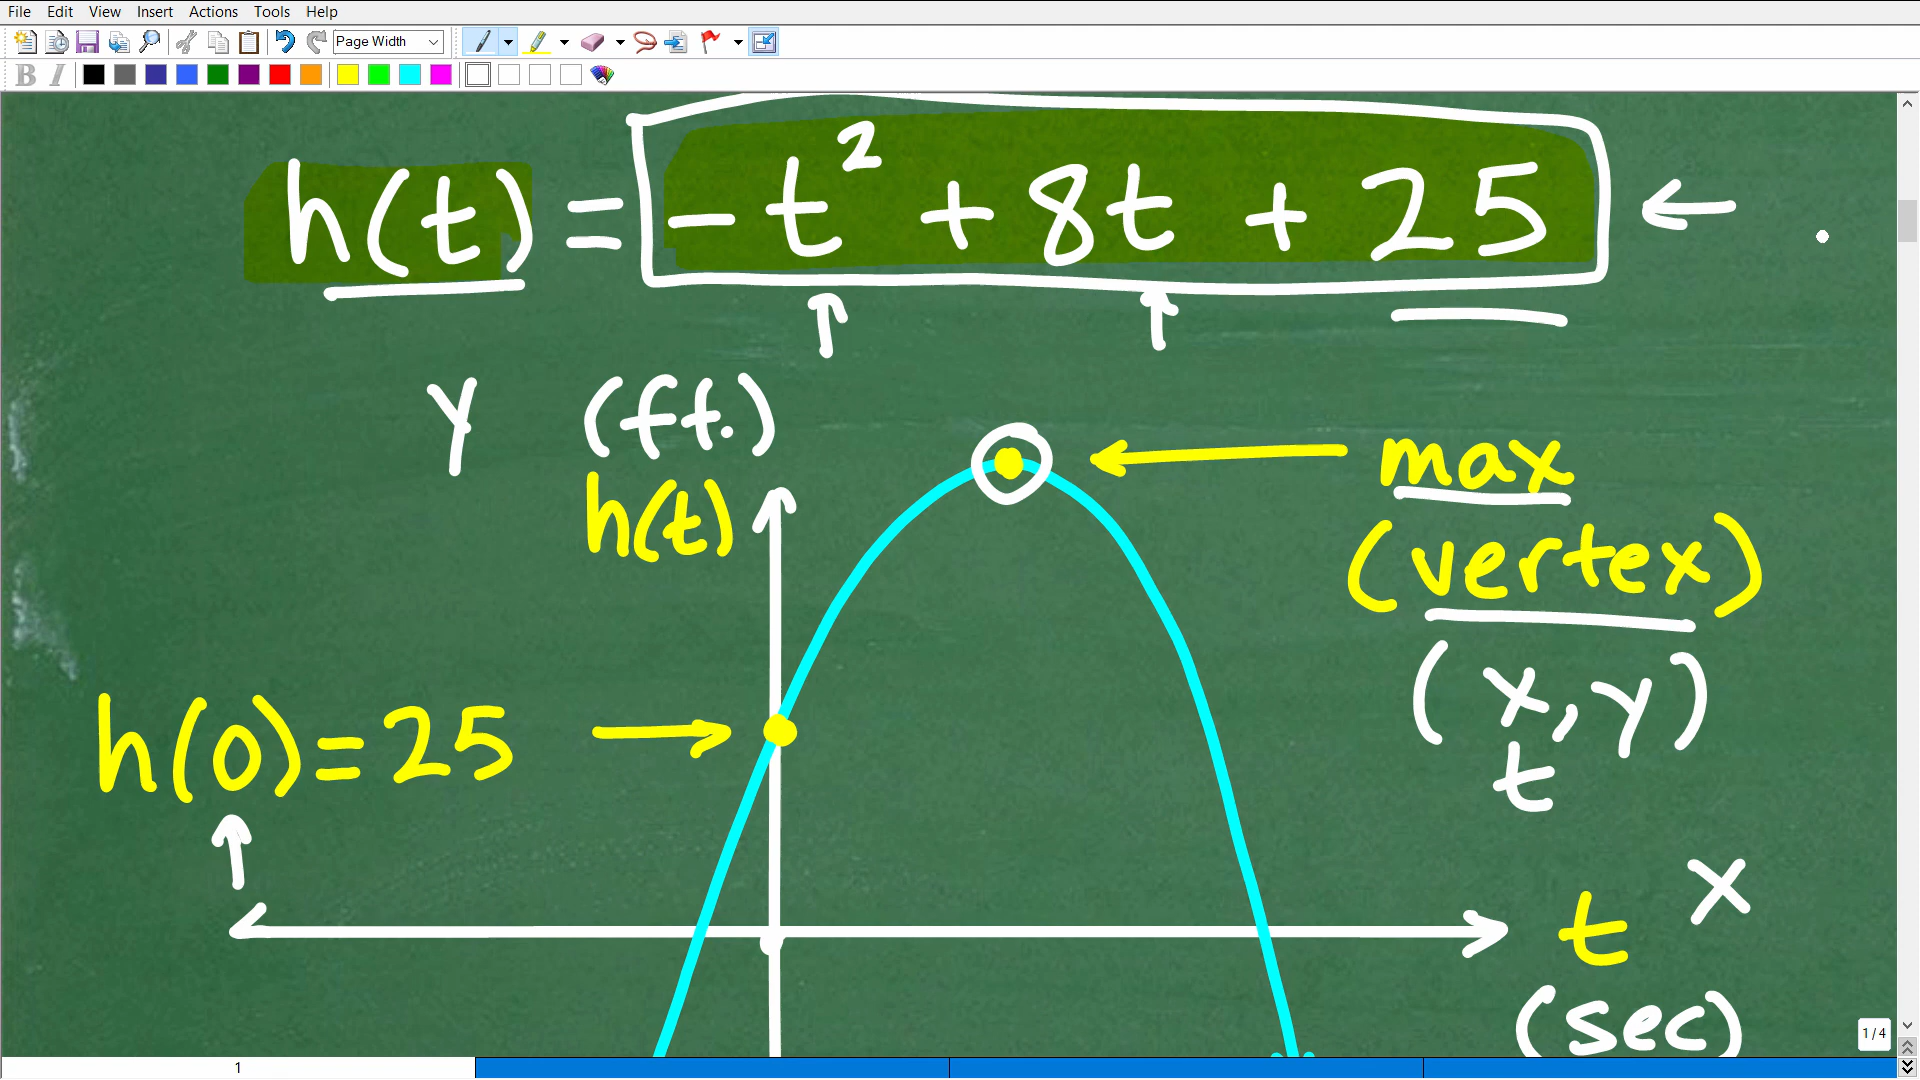 File Edit View Insert Actions Tools Help
Page Width
B I
h(t) = -t² + 8t + 25
y (ft.)
h(t)
max
(vertex)
(x,y)
t
h(0)=25
t x
(sec)
1/4
1